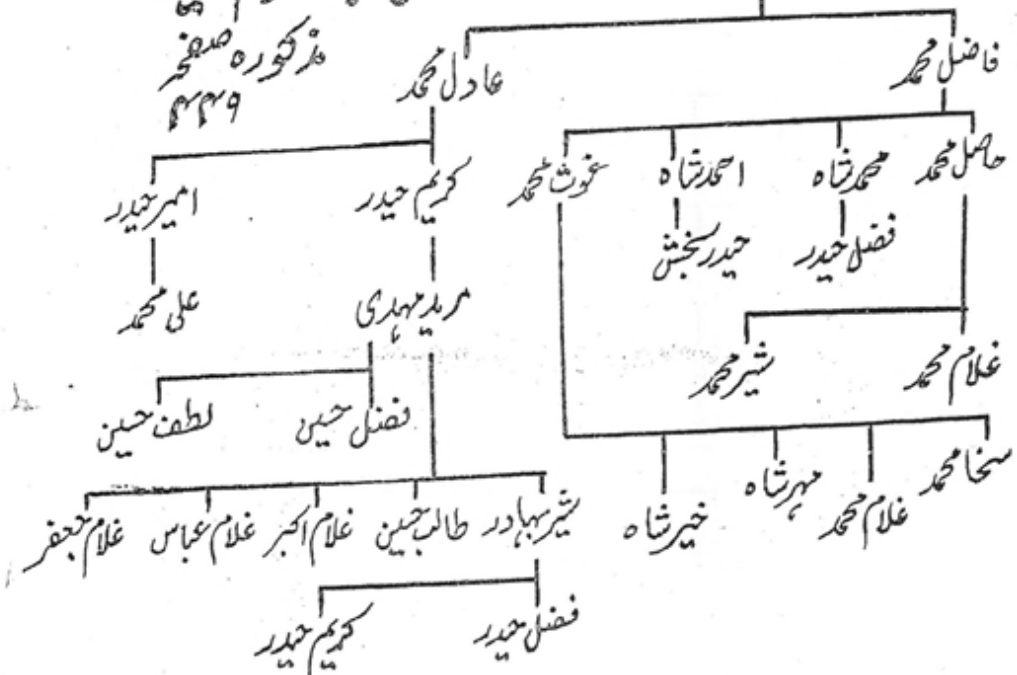 مذکورہ صفحہ
۴۴۹
فاضل محمد
عادل محمد
حاصل محمد
محمد شاہ
احمد شاہ
غوث محمد
کریم حیدر
امیر حیدر
فضل حیدر
حیدر بخش
مرید مہدی
علی محمد
غلام محمد
شیر محمد
فضل حسین
لطف حسین
سخا محمد
غلام محمد
مہر شاہ
خیر شاہ
شیر بہادر
طالب حسین
غلام اکبر
غلام عباس
غلام جعفر
فضل حیدر
کریم حیدر